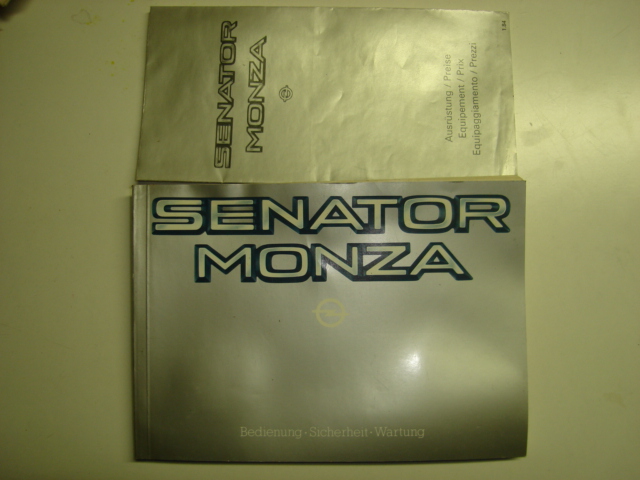 SENATOR
MONZA
Ausrüstung / Preise
Equipement / Prix
Equipaggiamento / Prezzi
SENATOR
MONZA
Bedienung-Sicherheit-Wartung